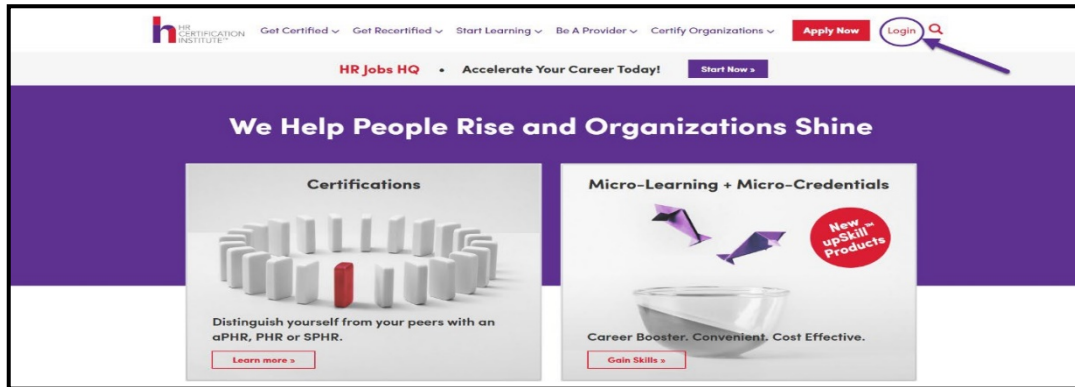 HR
CERTIFICATION
INSTITUTE™
Get Certified Get Recertified Start Learning Be A Provider Certify Organizations Apply Now Login
HR Jobs HQ • Accelerate Your Career Today! Start Now »
We Help People Rise and Organizations Shine
Certifications
Distinguish yourself from your peers with an
aPHR, PHR or SPHR.
Learn more »
Micro-Learning + Micro-Credentials
New
upSkill™
Products
Career Booster. Convenient. Cost Effective.
Gain Skills »